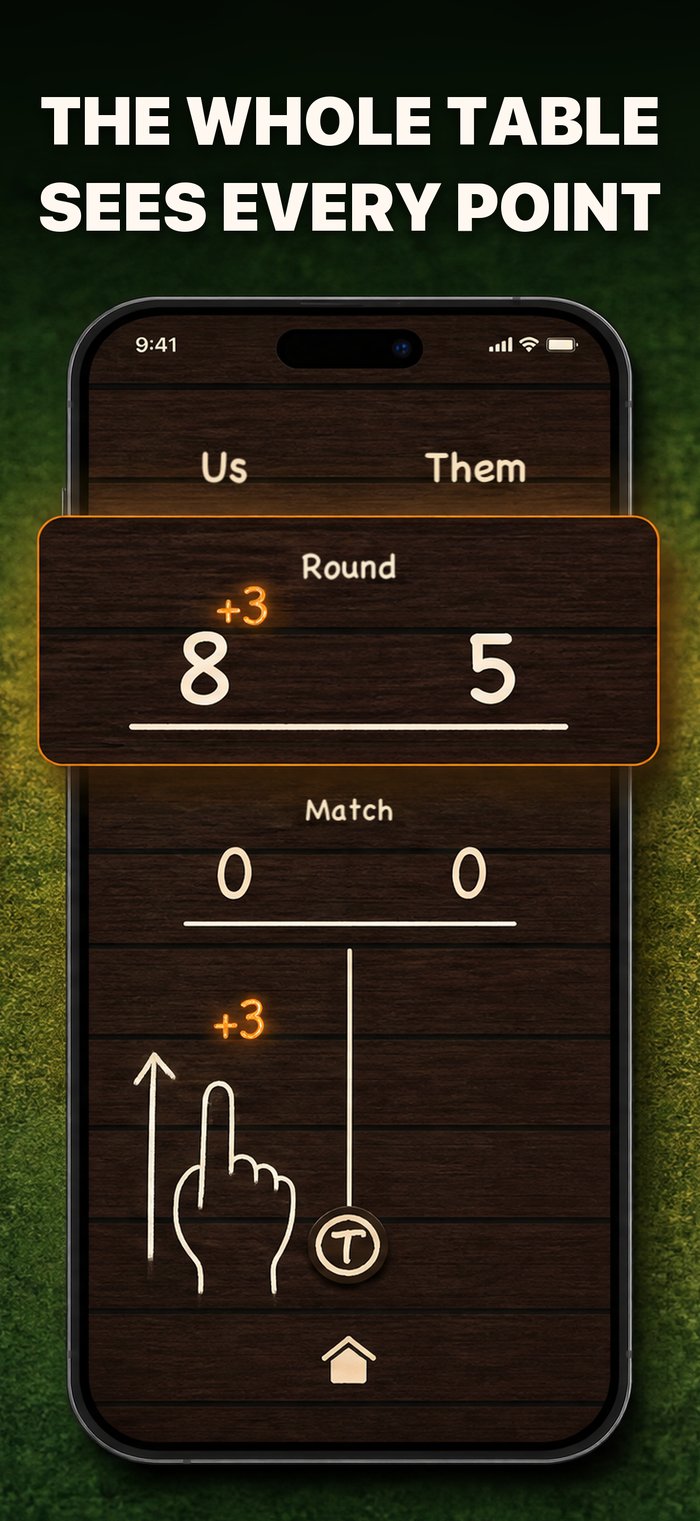 THE WHOLE TABLE
SEES EVERY POINT
9:41
Us Them
Round
+3
8 5
Match
0 0
+3
T